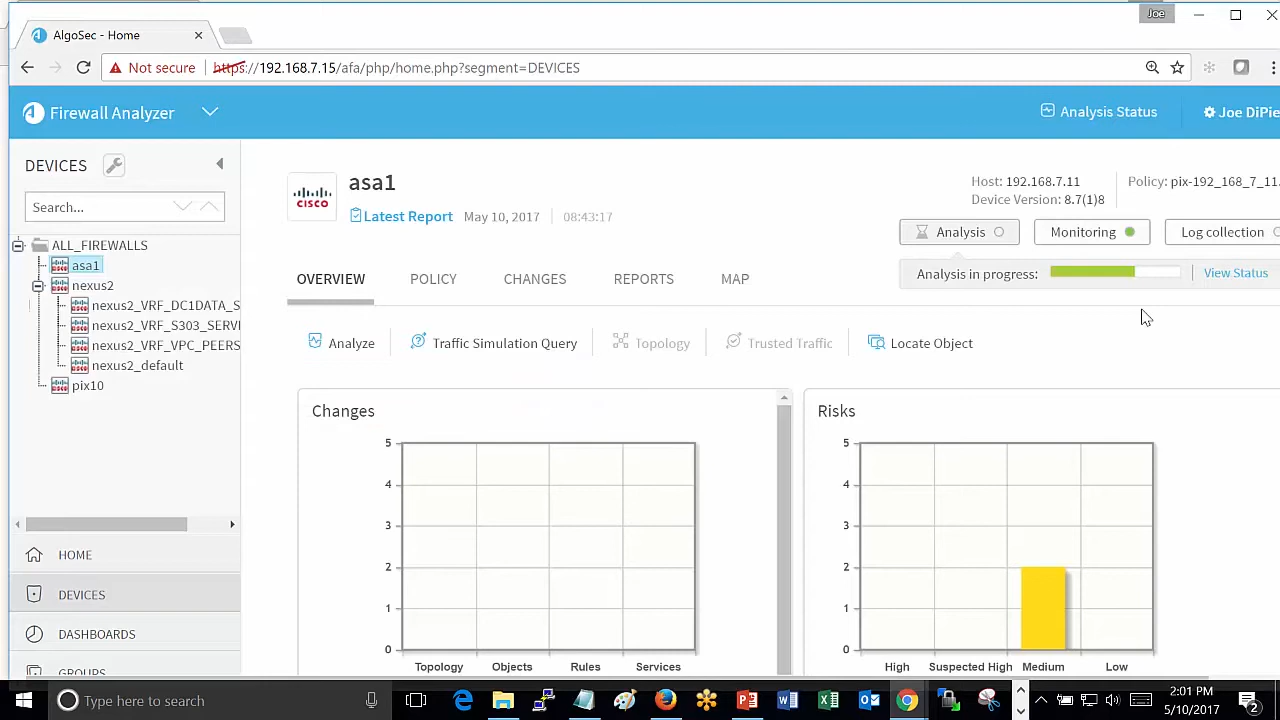 Joe
AlgoSec - Home
Not secure https://192.168.7.15/afa/php/home.php?segment=DEVICES
Firewall Analyzer
Analysis Status
Joe DiPie
DEVICES
Search...
ALL_FIREWALLS
asa1
nexus2
nexus2_VRF_DC1DATA_S
nexus2_VRF_S303_SERVI
nexus2_VRF_VPC_PEERS
nexus2_default
pix10
HOME
DEVICES
DASHBOARDS
GROUPS
CISCO
asa1
Latest Report May 10, 2017 08:43:17
Host: 192.168.7.11
Device Version: 8.7(1)8
Policy: pix-192_168_7_11.
Analysis
Monitoring
Log collection
Analysis in progress:
View Status
OVERVIEW POLICY CHANGES REPORTS MAP
Analyze Traffic Simulation Query Topology Trusted Traffic Locate Object
Changes
5
4
3
2
1
0
Topology Objects Rules Services
Risks
5
4
3
2
1
0
High Suspected High Medium Low
Type here to search
2:01 PM
5/10/2017
2